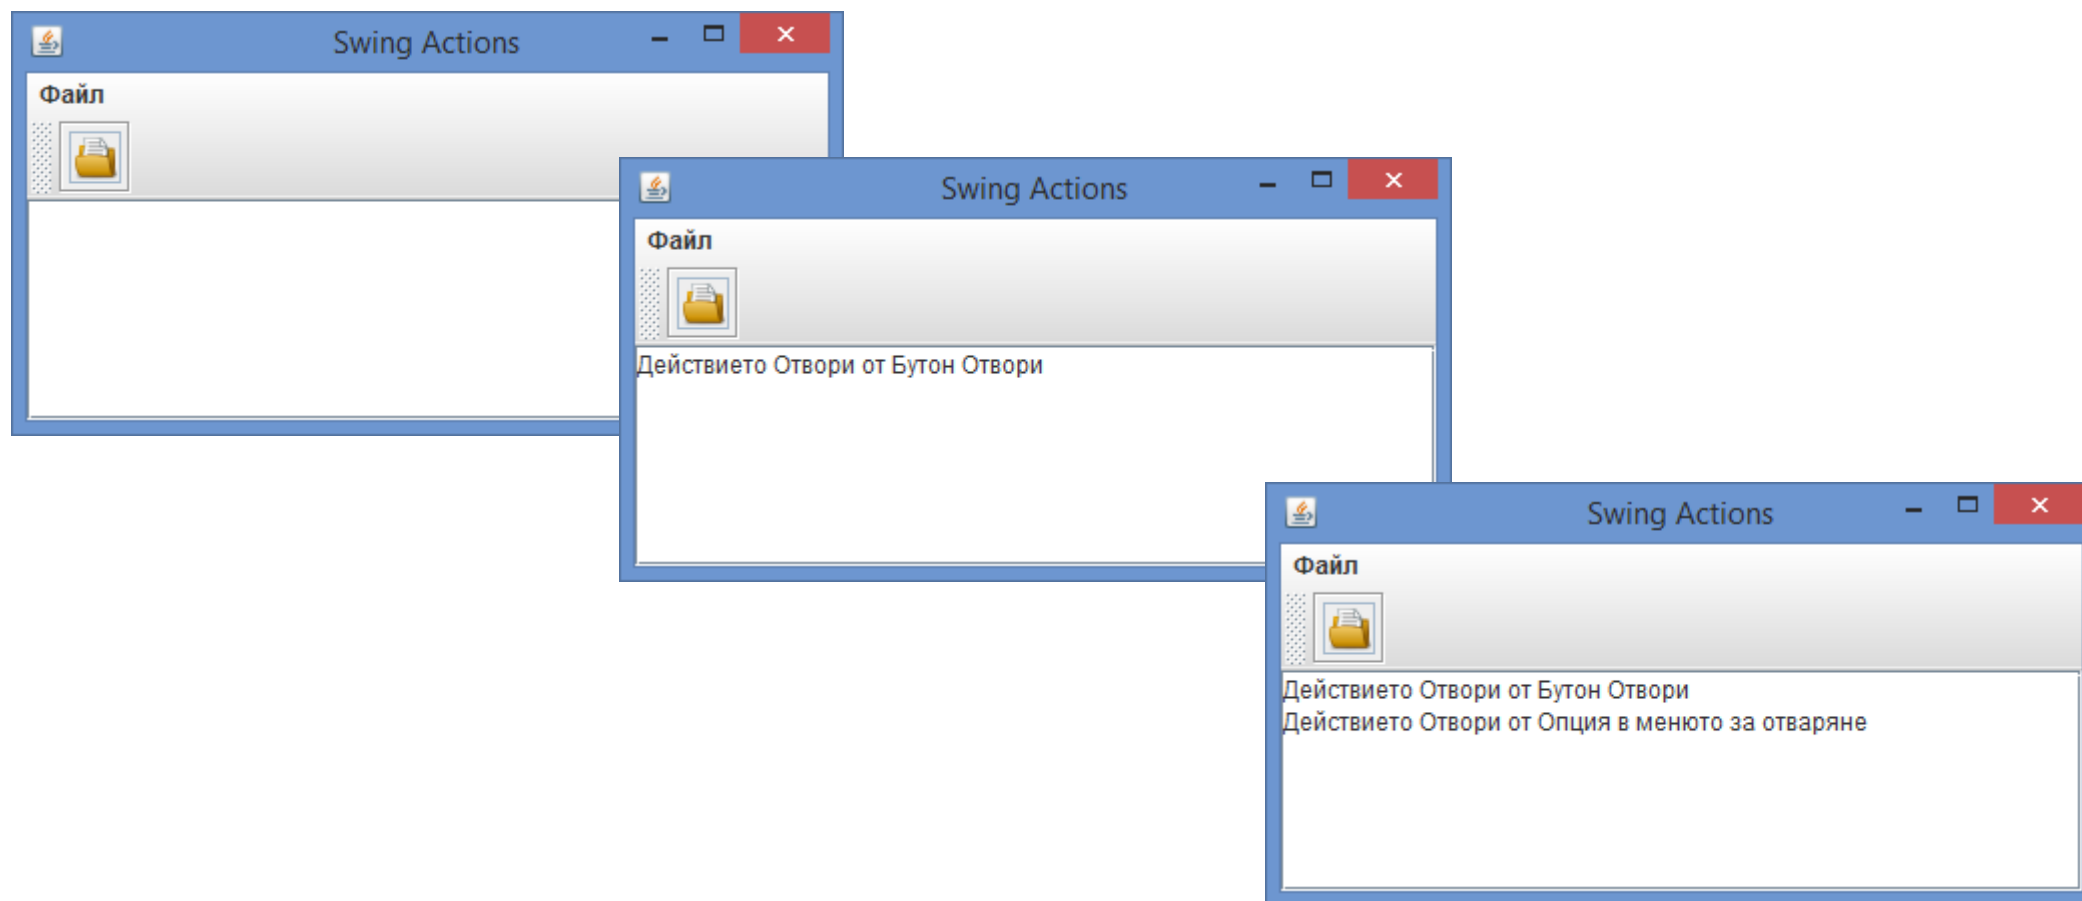 Swing Actions
Файл
Swing Actions
Файл
Действието Отвори от Бутон Отвори
Swing Actions
Файл
Действието Отвори от Бутон Отвори
Действието Отвори от Опция в менюто за отваряне